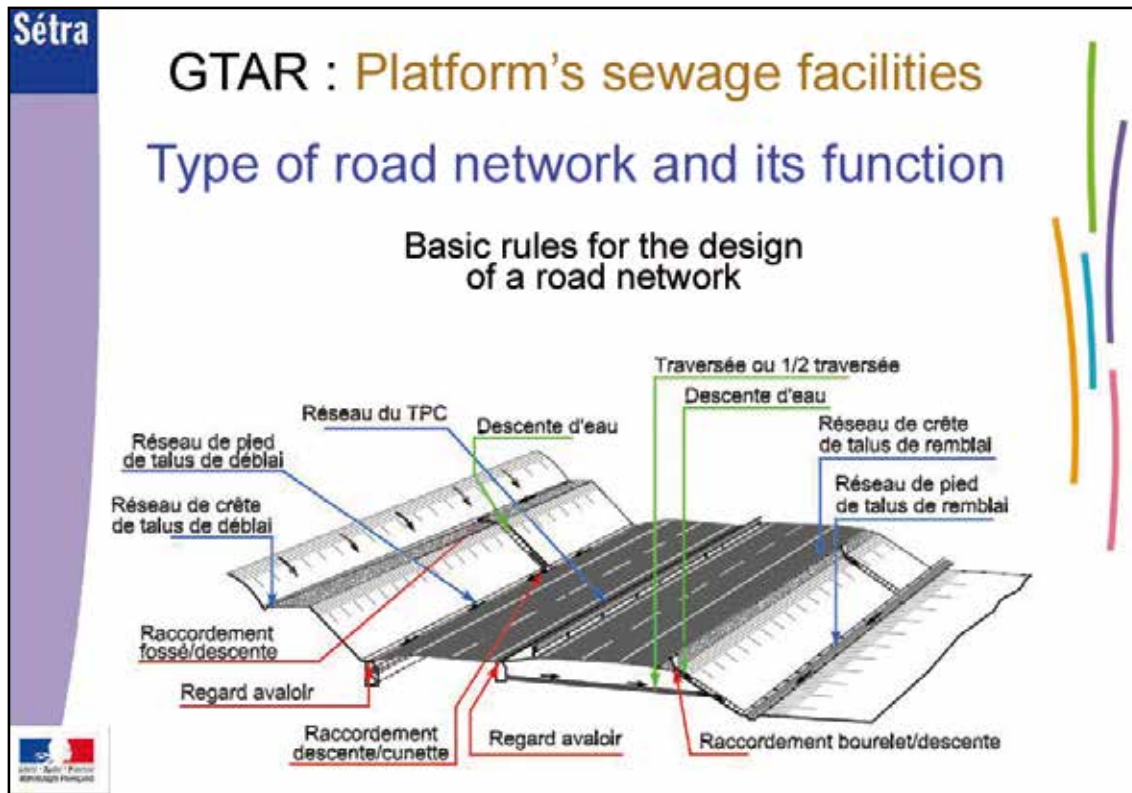 Sétra
GTAR : Platform's sewage facilities
Type of road network and its function
Basic rules for the design
of a road network
Traversée ou 1/2 traversée
Réseau du TPC
Descente d'eau
Descente d'eau
Réseau de pied
de talus de déblai
Réseau de crête
de talus de remblai
Réseau de crête
de talus de déblai
Réseau de pied
de talus de remblai
Raccordement
fossé/descente
Regard avaloir
Raccordement
descente/cunette
Regard avaloir
Raccordement bourelet/descente